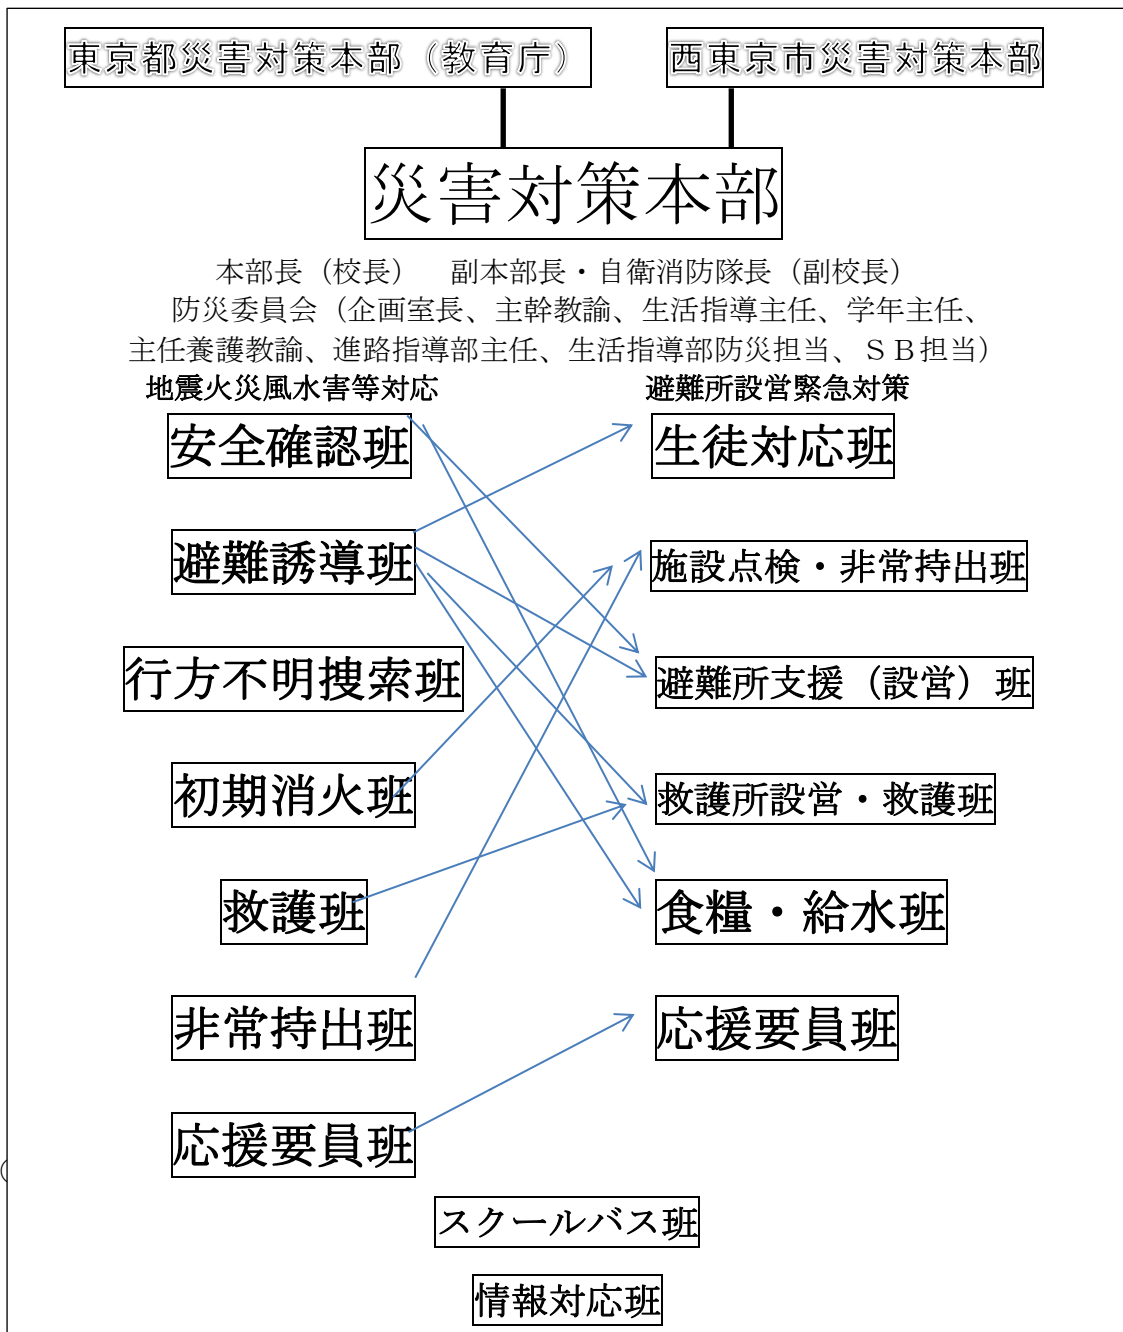 東京都災害対策本部（教育庁）
西東京市災害対策本部
災害対策本部
本部長（校長）　副本部長・自衛消防隊長（副校長）
防災委員会（企画室長、主幹教諭、生活指導主任、学年主任、
主任養護教諭、進路指導部主任、生活指導部防災担当、ＳＢ担当）
地震火災風水害等対応
避難所設営緊急対策
安全確認班
生徒対応班
避難誘導班
施設点検・非常持出班
行方不明捜索班
避難所支援（設営）班
初期消火班
救護所設営・救護班
救護班
食糧・給水班
非常持出班
応援要員班
応援要員班
スクールバス班
情報対応班